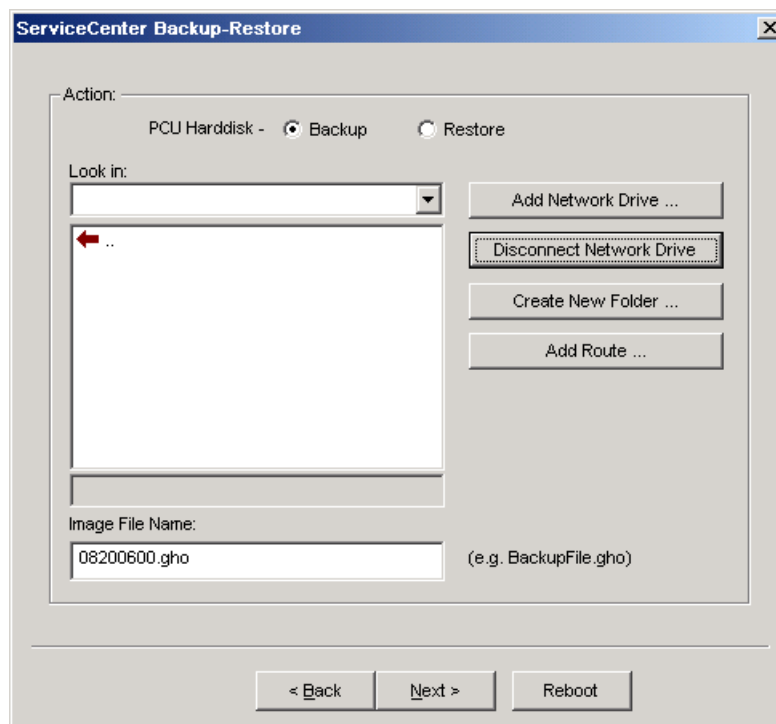 ServiceCenter Backup-Restore
Action:
PCU Harddisk - Backup Restore
Look in:
Add Network Drive ...
..
Disconnect Network Drive
Create New Folder ...
Add Route ...
Image File Name:
08200600.gho (e.g. BackupFile.gho)
< Back Next > Reboot